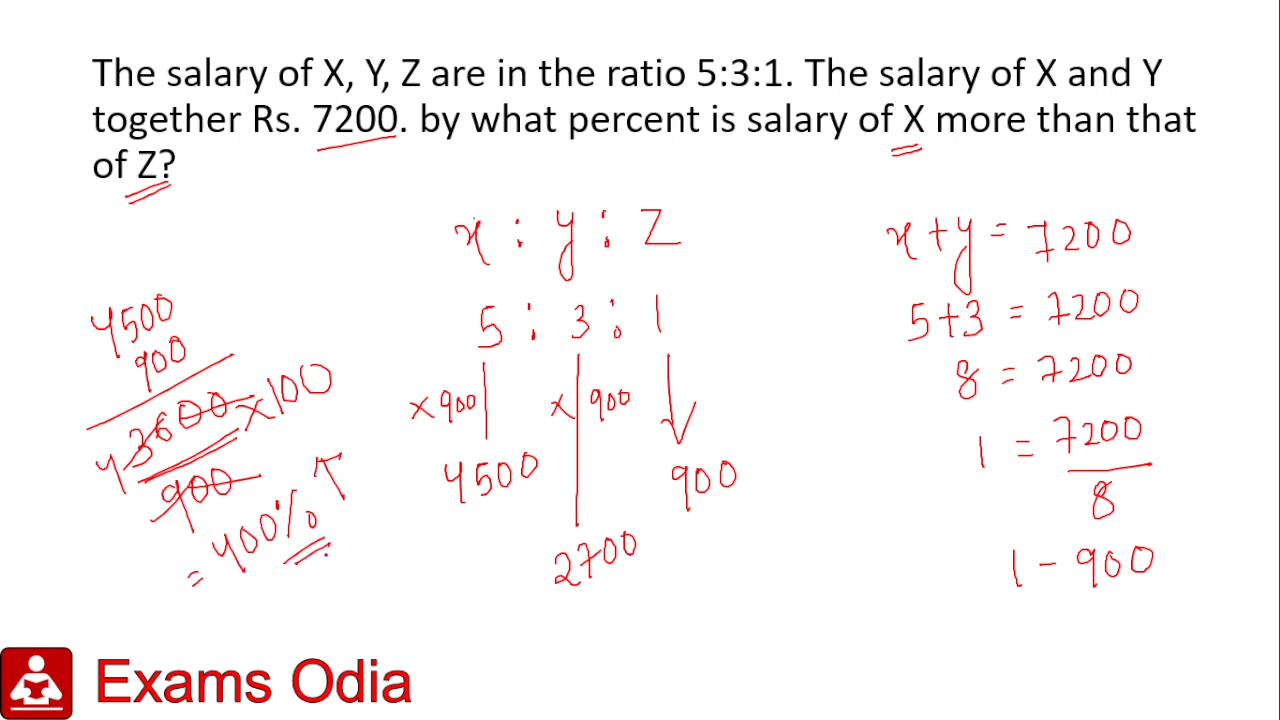 The salary of X, Y, Z are in the ratio 5:3:1. The salary of X and Y
together Rs. 7200. by what percent is salary of X more than that
of Z?
x : y : Z
5 : 3 : 1
×900 × 900
4500 900
2700
x + y = 7200
5+3 = 7200
8 = 7200
1 = 7200
8
1 - 900
4500
900
4 3600 × 100
900
= 400% ↑
Exams Odia